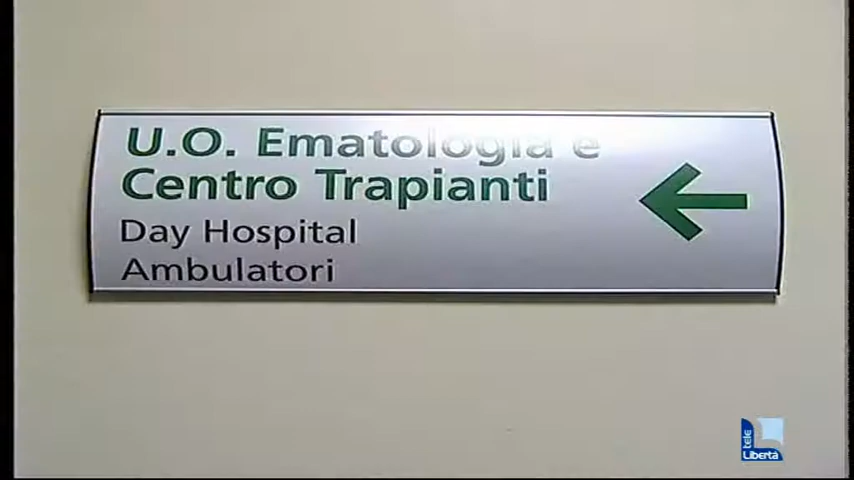 U.O. Ematologia e
Centro Trapianti
Day Hospital
Ambulatori
tele
Libertà